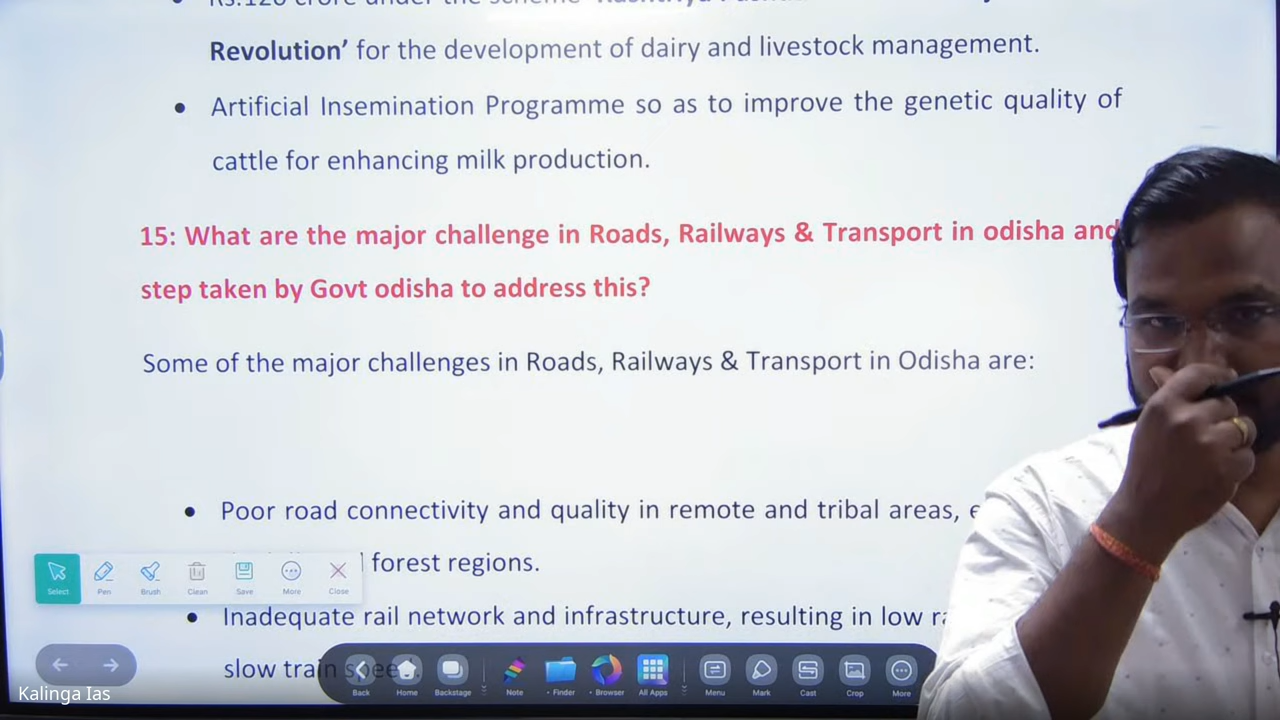 Revolution’ for the development of dairy and livestock management.
• Artificial Insemination Programme so as to improve the genetic quality of
cattle for enhancing milk production.
15: What are the major challenge in Roads, Railways & Transport in odisha and
step taken by Govt odisha to address this?
Some of the major challenges in Roads, Railways & Transport in Odisha are:
• Poor road connectivity and quality in remote and tribal areas,
forest regions.
• Inadequate rail network and infrastructure, resulting in low
slow train
Select Pen Brush Clean Save More Close
Back Home Backstage Note Finder Browser All Apps Menu Mark Cast Crop More
Kalinga Ias